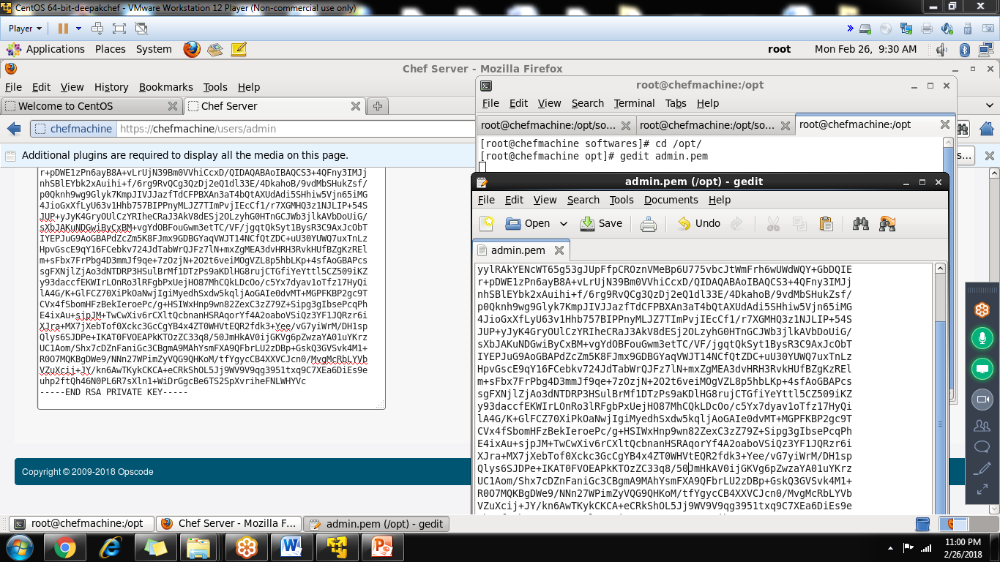 CentOS 64-bit-deepakchef - VMware Workstation 12 Player (Non-commercial use only)
Player
Applications Places System root Mon Feb 26, 9:30 AM
Chef Server - Mozilla Firefox
File Edit View History Bookmarks Tools Help
Welcome to CentOS
Chef Server
chefmachine https://chefmachine/users/admin
Additional plugins are required to display all the media on this page.
s...
r+pDWE1zPn6ayB8A+vLrUjN39Bm0VVhiCcxD/QIDAQABAoIBAQCS3+4QFny3IMJj
nhSBlEYbk2xAuihi+f/6rg9RvQCg3QzDj2eQ1dl33E/4DkahoB/9vdMbSHukZsf/
p0Qknh9wg9Glyk7KmpJIVJJazfTdCFPBXAn3aT4bQtAXUdAdi5SHhiw5Vjn65iMG
4JioGxXfLyU63v1Hhb757BIPPnyMLJZ7TImPvjIEcCf1/r7XGMHQ3z1NJLIP+54S
JUP+yJyK4GryOUlCzYRIheCRaJ3AkV8dESj2OLzyhG0HTnGCJWb3jlkAVbDoUiG/
sXbJAKuNDGwiByCxBM+vgYdOBFouGwm3etTC/VF/jgqtQkSyt1BysR3C9AxJcObT
IYEPJuG9AoGBAPdZcZm5K8FJmx9GDBGYaqVWJT14NCfQtZDC+uU30YUWQ7uxTnLz
HpvGscE9qY16FCebkv724JdTabWrQJFz7lN+mxZgMEA3dvHRH3RvkHUfBZgKzREl
m+sFbx7FrPbg4D3mmJf9qe+7zOzjN+2O2t6veiMOgVZL8p5hbLKp+4sfAoGBAPcs
sgFXNjlZjAo3dNTDRP3HSulBrMf1DTzPs9aKDlHG8rujCTGfiYeYttl5CZ509iKZ
y93daccfEKWIrLOnRo3lRFgbPxUejHO87MhCQkLDcOo/c5Yx7dyav1oTfz17HyQi
lA4G/K+GlFCZ70XiPkOaNwjIgiMyedhSxdw5kqljAoGAIe0dvMT+MGPFKBP2gc9T
CVx4fSbomHFzBekIeroePc/g+HSIWxHnp9wn82ZexC3zZ79Z+Sipg3gIbsePcqPh
E4ixAu+sjpJM+TwCwXiv6rCXltQcbnanHSRAqorYf4A2oaboVSiQz3YF1JQRzr6i
XJra+MX7jXebTof0Xckc3GcCgYB4x4ZT0WHVtEQR2fdk3+Yee/vG7yiWrM/DH1sp
Qlys6SJDPe+IKAT0FVOEAPkKTOzZC33q8/50JmHkAV0ijGKVg6pZwzaYA01uYKrz
UC1Aom/Shx7cDZnFaniGc3CBgmA9MAhYsmFXA9QFbrLU2zDBp+GskQ3GVSvk4M1+
R0O7MQKBgDWe9/NNn27WPimZyVQG9QHKoM/tfYgycCB4XXVCJcn0/MvgMcRbLYVb
VZuXcij+JY/kn6AwTKykCKCA+eCRkShOL5Jj9WV9V9qg3951txq9C7XEa6DiEs9e
euhp2ftQh46N0PL6R7sXln1+WiDrGgcBe6TS2SpXvriheFNLWHYVc
-----END RSA PRIVATE KEY-----
Copyright © 2009-2018 Opscode
root@chefmachine:/opt
File Edit View Search Terminal Tabs Help
root@chefmachine:/opt/so...
root@chefmachine:/opt/so...
root@chefmachine:/opt
[root@chefmachine softwares]# cd /opt/
[root@chefmachine opt]# gedit admin.pem
admin.pem (/opt) - gedit
File Edit View Search Tools Documents Help
Open Save Undo
admin.pem
yylRAkYENcWT65g53gJUpFfpCROznVMeBp6U775vbcJtWmFrh6wUWdWQY+GbDQIE
r+pDWE1zPn6ayB8A+vLrUjN39Bm0VVhiCcxD/QIDAQABAoIBAQCS3+4QFny3IMJj
nhSBlEYbk2xAuihi+f/6rg9RvQCg3QzDj2eQ1dl33E/4DkahoB/9vdMbSHukZsf/
p0Qknh9wg9Glyk7KmpJIVJJazfTdCFPBXAn3aT4bQtAXUdAdi5SHhiw5Vjn65iMG
4JioGxXfLyU63v1Hhb757BIPPnyMLJZ7TImPvjIEcCf1/r7XGMHQ3z1NJLIP+54S
JUP+yJyK4GryOUlCzYRIheCRaJ3AkV8dESj2OLzyhG0HTnGCJWb3jlkAVbDoUiG/
sXbJAKuNDGwiByCxBM+vgYdOBFouGwm3etTC/VF/jgqtQkSyt1BysR3C9AxJcObT
IYEPJuG9AoGBAPdZcZm5K8FJmx9GDBGYaqVWJT14NCfQtZDC+uU30YUWQ7uxTnLz
HpvGscE9qY16FCebkv724JdTabWrQJFz7lN+mxZgMEA3dvHRH3RvkHUfBZgKzREl
m+sFbx7FrPbg4D3mmJf9qe+7zOzjN+2O2t6veiMOgVZL8p5hbLKp+4sfAoGBAPcs
sgFXNjlZjAo3dNTDRP3HSulBrMf1DTzPs9aKDlHG8rujCTGfiYeYttl5CZ509iKZ
y93daccfEKWIrLOnRo3lRFgbPxUejHO87MhCQkLDcOo/c5Yx7dyav1oTfz17HyQi
lA4G/K+GlFCZ70XiPkOaNwjIgiMyedhSxdw5kqljAoGAIe0dvMT+MGPFKBP2gc9T
CVx4fSbomHFzBekIeroePc/g+HSIWxHnp9wn82ZexC3zZ79Z+Sipg3gIbsePcqPh
E4ixAu+sjpJM+TwCwXiv6rCXltQcbnanHSRAqorYf4A2oaboVSiQz3YF1JQRzr6i
XJra+MX7jXebTof0Xckc3GcCgYB4x4ZT0WHVtEQR2fdk3+Yee/vG7yiWrM/DH1sp
Qlys6SJDPe+IKAT0FVOEAPkKTOzZC33q8/50JmHkAV0ijGKVg6pZwzaYA01uYKrz
UC1Aom/Shx7cDZnFaniGc3CBgmA9MAhYsmFXA9QFbrLU2zDBp+GskQ3GVSvk4M1+
R0O7MQKBgDWe9/NNn27WPimZyVQG9QHKoM/tfYgycCB4XXVCJcn0/MvgMcRbLYVb
VZuXcij+JY/kn6AwTKykCKCA+eCRkShOL5Jj9WV9V9qg3951txq9C7XEa6DiEs9e
root@chefmachine:/opt
Chef Server - Mozilla F...
admin.pem (/opt) - gedit
11:00 PM
2/26/2018